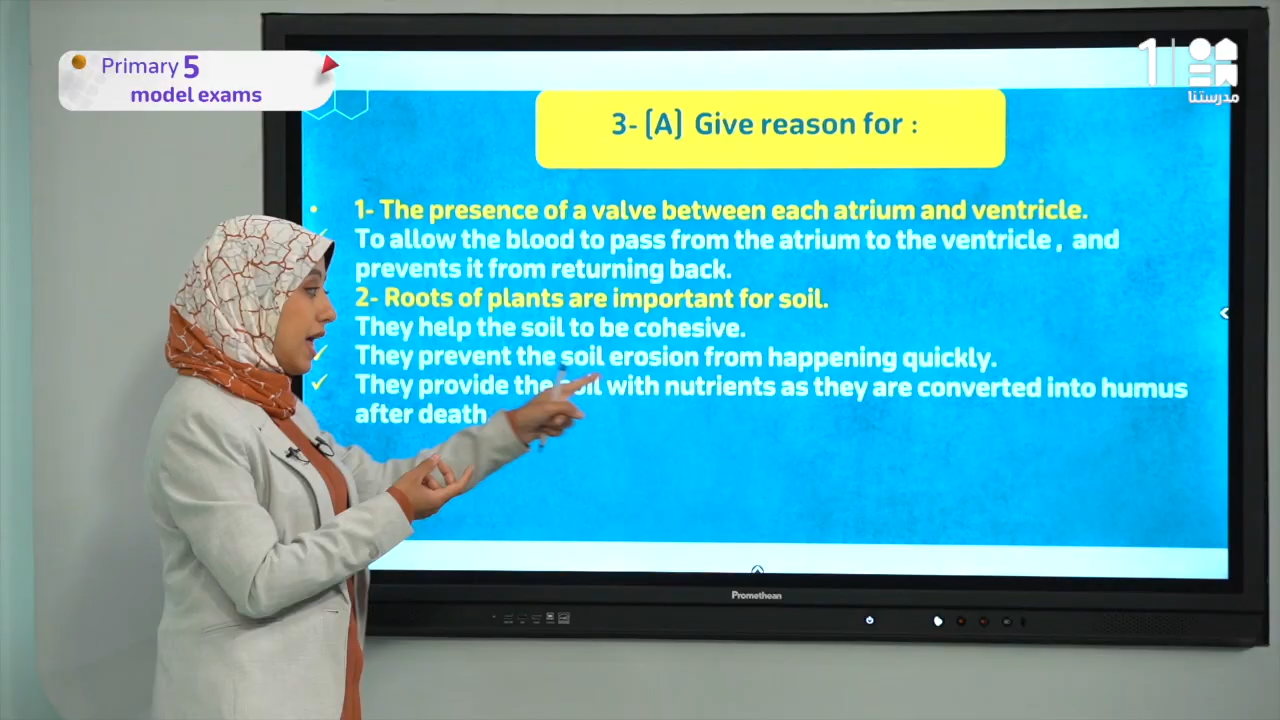 Primary 5
model exams
1
مدرستنا
3- (A) Give reason for :
1- The presence of a valve between each atrium and ventricle.
To allow the blood to pass from the atrium to the ventricle , and
prevents it from returning back.
2- Roots of plants are important for soil.
They help the soil to be cohesive.
They prevent the soil erosion from happening quickly.
They provide the soil with nutrients as they are converted into humus
after death
Promethean